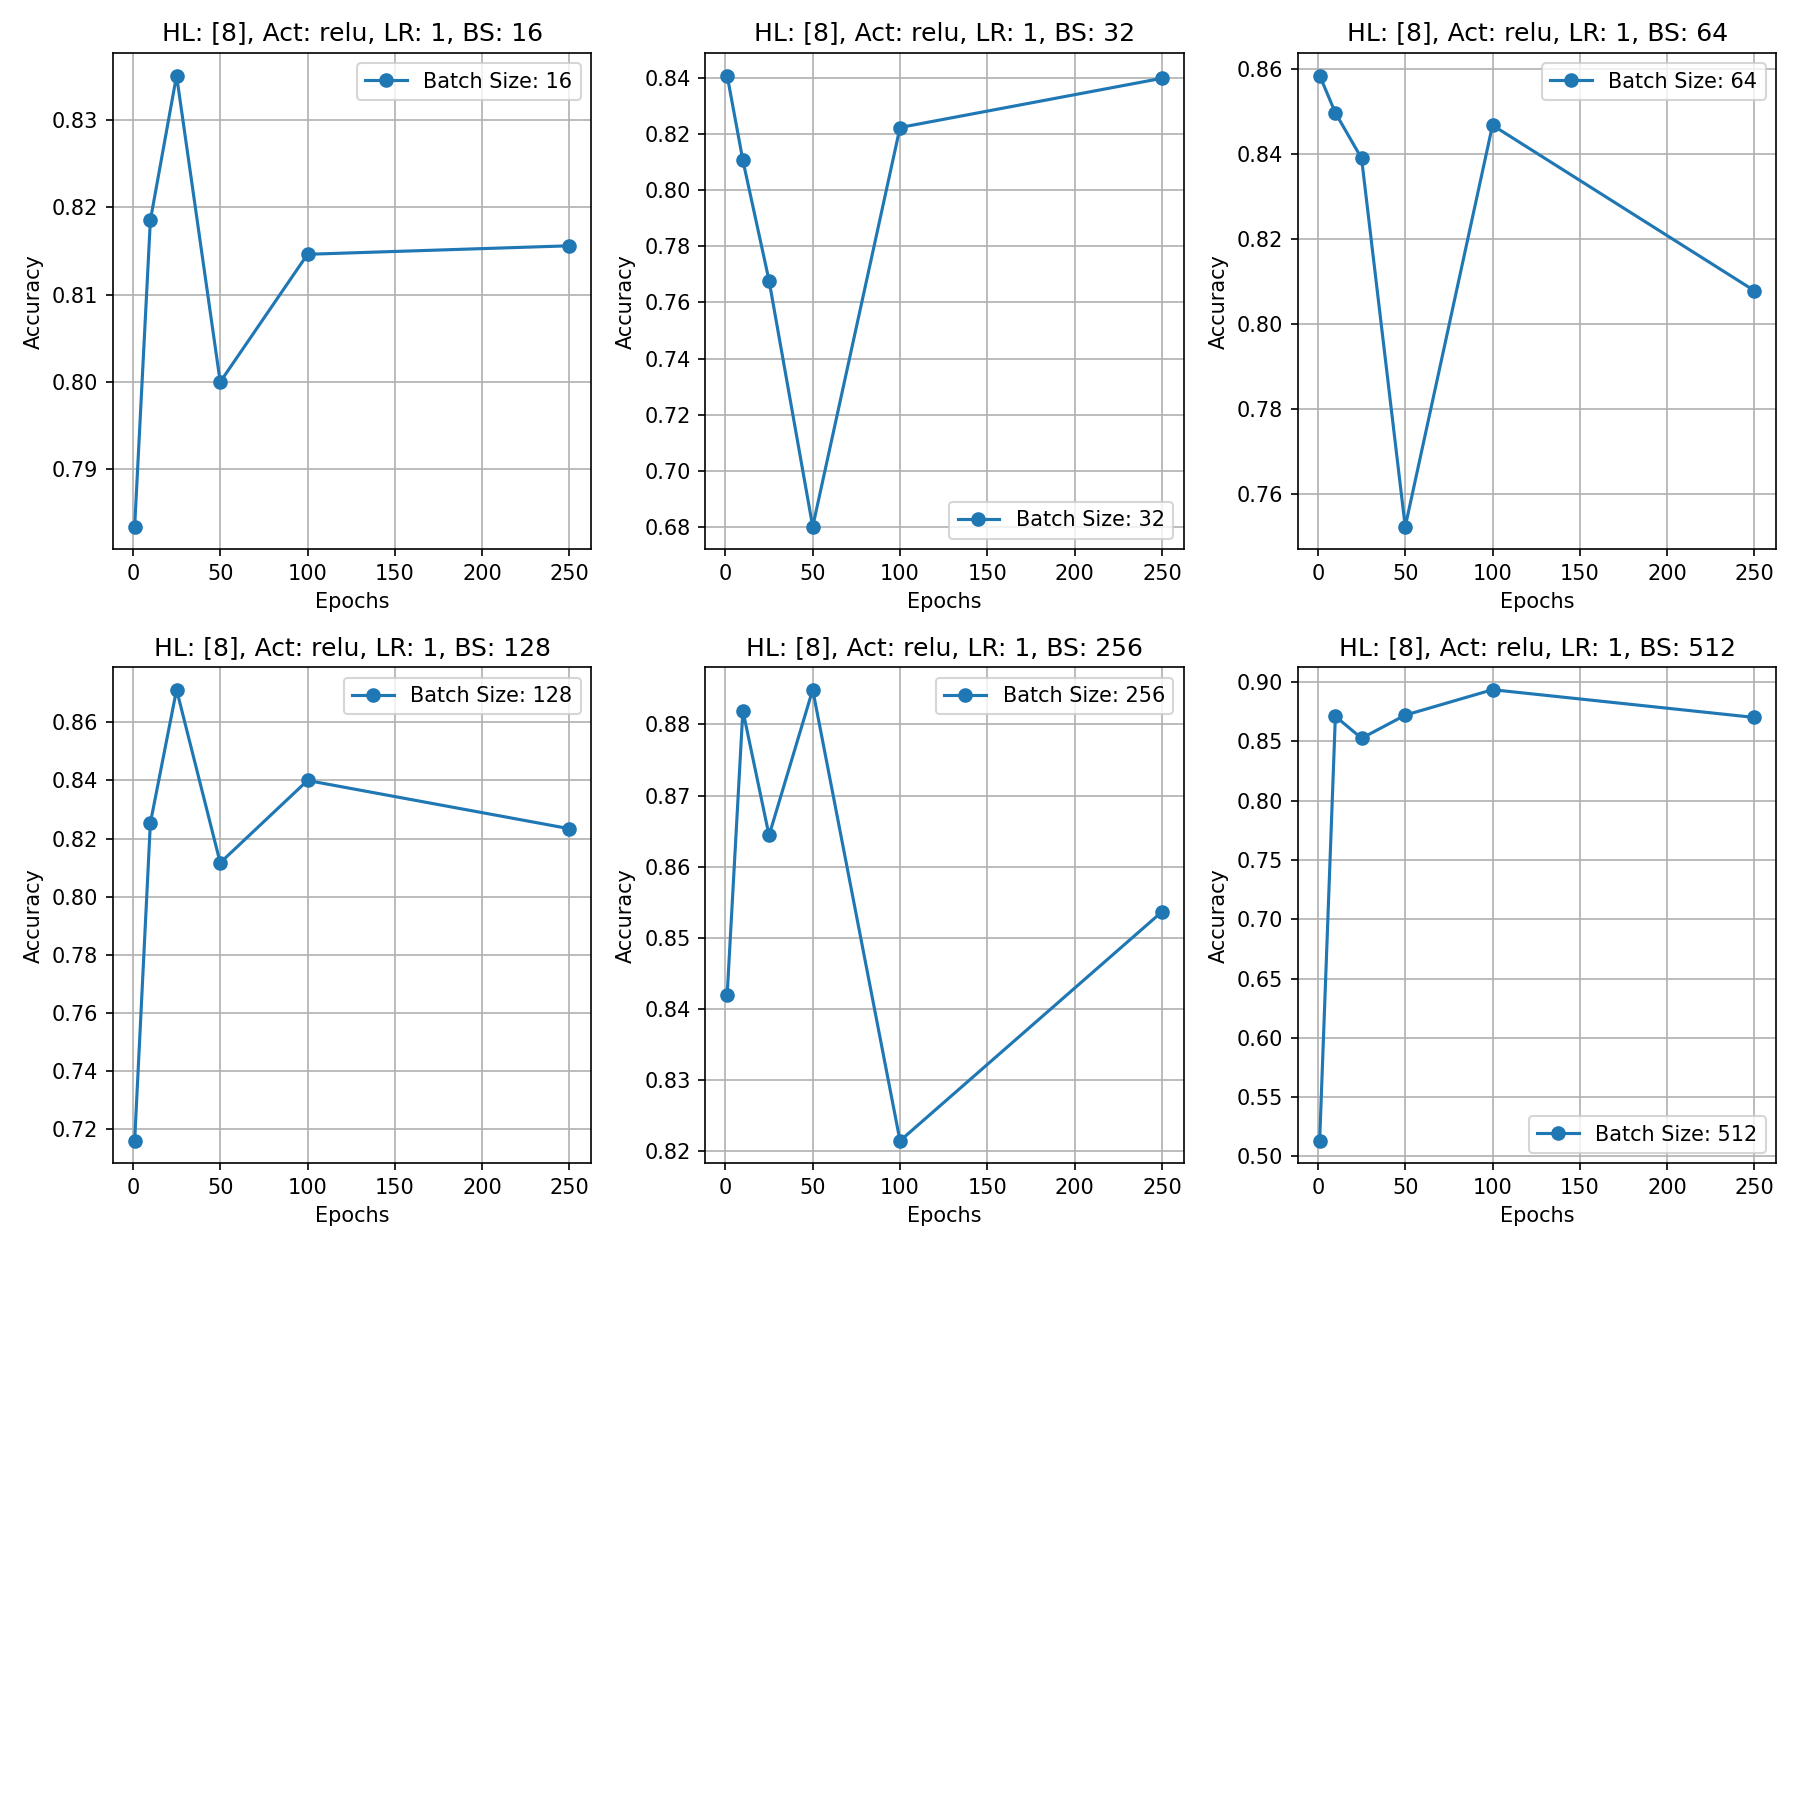 HL: [8], Act: relu, LR: 1, BS: 16
Batch Size: 16
0.83
0.82
0.81
0.80
0.79
Accuracy
0 50 100 150 200 250
Epochs
HL: [8], Act: relu, LR: 1, BS: 32
0.84
0.82
0.80
0.78
0.76
0.74
0.72
0.70
0.68
Accuracy
Batch Size: 32
0 50 100 150 200 250
Epochs
HL: [8], Act: relu, LR: 1, BS: 64
Batch Size: 64
0.86
0.84
0.82
0.80
0.78
0.76
Accuracy
0 50 100 150 200 250
Epochs
HL: [8], Act: relu, LR: 1, BS: 128
Batch Size: 128
0.86
0.84
0.82
0.80
0.78
0.76
0.74
0.72
Accuracy
0 50 100 150 200 250
Epochs
HL: [8], Act: relu, LR: 1, BS: 256
Batch Size: 256
0.88
0.87
0.86
0.85
0.84
0.83
0.82
Accuracy
0 50 100 150 200 250
Epochs
HL: [8], Act: relu, LR: 1, BS: 512
0.90
0.85
0.80
0.75
0.70
0.65
0.60
0.55
0.50
Accuracy
Batch Size: 512
0 50 100 150 200 250
Epochs